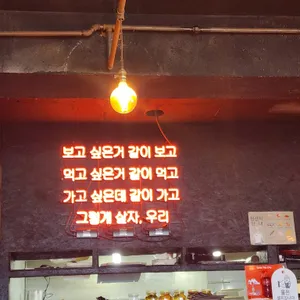 보고 싶은거 같이 보고
먹고 싶은거 같이 먹고
가고 싶은데 같이 가고
그렇게 살자, 우리